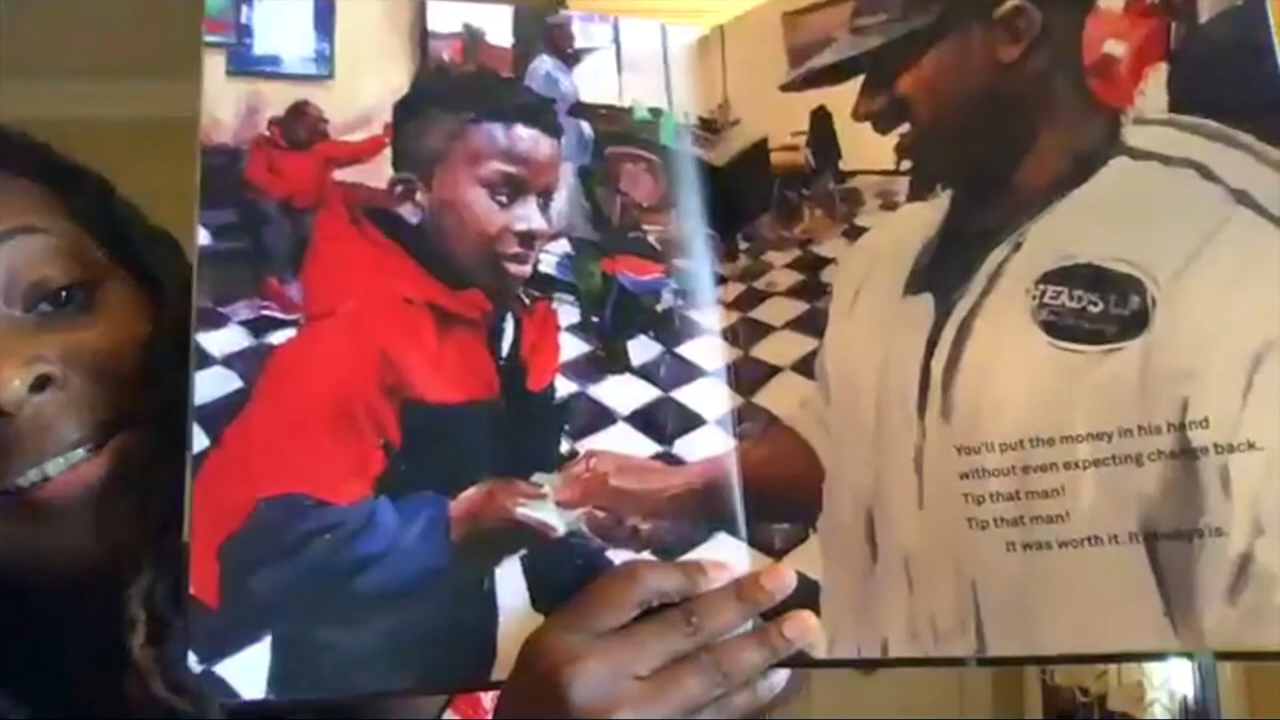 HEADS UP
You'll put the money in his hand
without even expecting change back.
Tip that man!
Tip that man!
It was worth it. It always is.